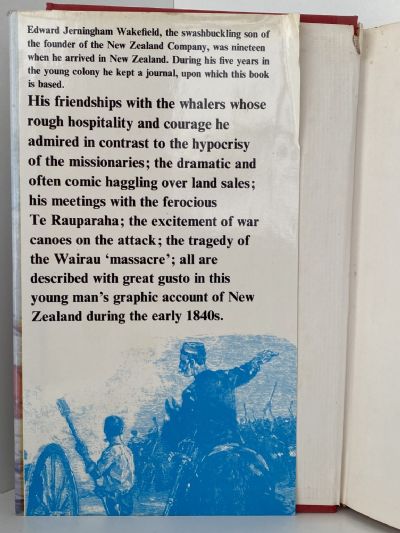 Edward Jerningham Wakefield, the swashbuckling son of
the founder of the New Zealand Company, was nineteen
when he arrived in New Zealand. During his five years in
the young colony he kept a journal, upon which this book
is based.
His friendships with the whalers whose
rough hospitality and courage he
admired in contrast to the hypocrisy
of the missionaries; the dramatic and
often comic haggling over land sales;
his meetings with the ferocious
Te Rauparaha; the excitement of war
canoes on the attack; the tragedy of
the Wairau ‘massacre’; all are
described with great gusto in this
young man's graphic account of New
Zealand during the early 1840s.